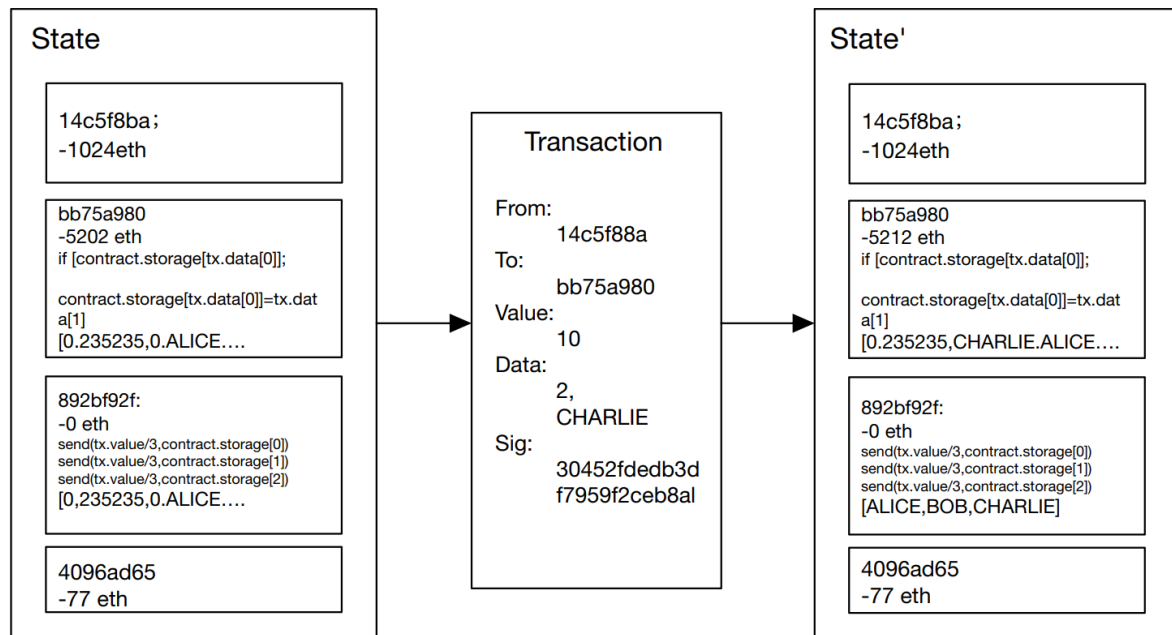 State
14c5f8ba;
-1024eth
bb75a980
-5202 eth
if [contract.storage[tx.data[0]];
contract.storage[tx.data[0]]=tx.dat
a[1]
[0.235235,0.ALICE....
892bf92f:
-0 eth
send(tx.value/3,contract.storage[0])
send(tx.value/3,contract.storage[1])
send(tx.value/3,contract.storage[2])
[0,235235,0.ALICE....
4096ad65
-77 eth
Transaction
From:
14c5f88a
To:
bb75a980
Value:
10
Data:
2,
CHARLIE
Sig:
30452fdedb3d
f7959f2ceb8al
State'
14c5f8ba;
-1024eth
bb75a980
-5212 eth
if [contract.storage[tx.data[0]];
contract.storage[tx.data[0]]=tx.dat
a[1]
[0.235235,CHARLIE.ALICE....
892bf92f:
-0 eth
send(tx.value/3,contract.storage[0])
send(tx.value/3,contract.storage[1])
send(tx.value/3,contract.storage[2])
[ALICE,BOB,CHARLIE]
4096ad65
-77 eth